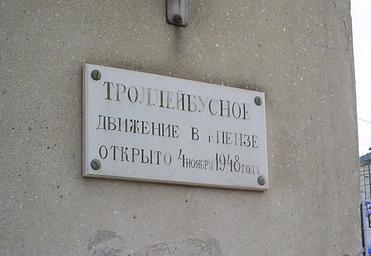 ТРОЛЛЕЙБУСНОЕ
ДВИЖЕНИЕ В г. ПЕНЗЕ
ОТКРЫТО 4 НОЯБРЯ 1948 ГОДА